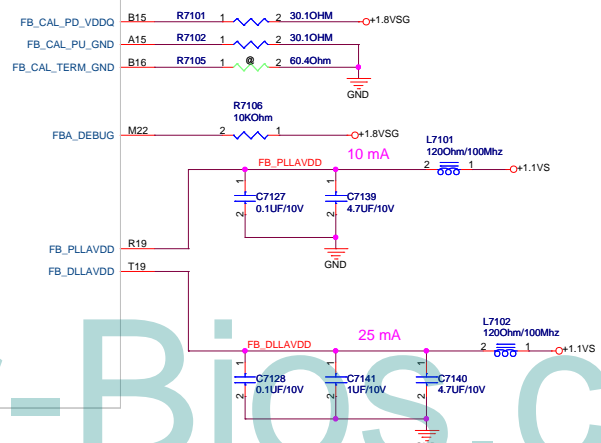 FB_CAL_PD_VDDQ B15 R7101 1 2 30.1OHM +1.8VSG
FB_CAL_PU_GND A15 R7102 1 2 30.1OHM
FB_CAL_TERM_GND B16 R7105 1 @ 2 60.4Ohm
GND
R7106
10KOhm
FBA_DEBUG M22 2 1 +1.8VSG
10 mA
L7101
120Ohm/100Mhz
FB_PLLAVDD 2 1 +1.1VS
1 1
C7127 C7139
0.1UF/10V 4.7UF/10V
2 2
FB_PLLAVDD R19
GND
FB_DLLAVDD T19
L7102
120Ohm/100Mhz
25 mA
FB_DLLAVDD 2 1 +1.1VS
1 1 1
C7128 C7141 C7140
0.1UF/10V 1UF/10V 4.7UF/10V
2 2 2
-Bios.c